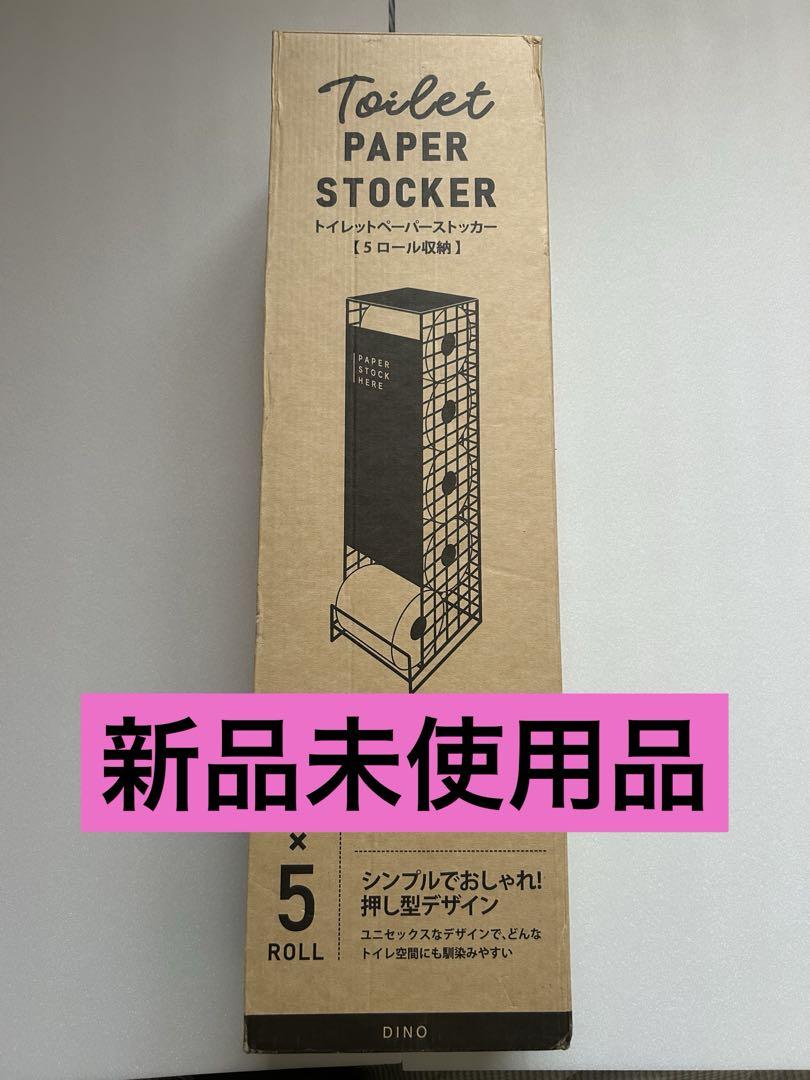 Toilet
PAPER
STOCKER
トイレットペーパーストッカー
【5ロール収納】
PAPER
STOCK
HERE
新品未使用品
×
5
ROLL
シンプルでおしゃれ!
押し型デザイン
ユニセックスなデザインで、どんな
トイレ空間にも馴染みやすい
DINO